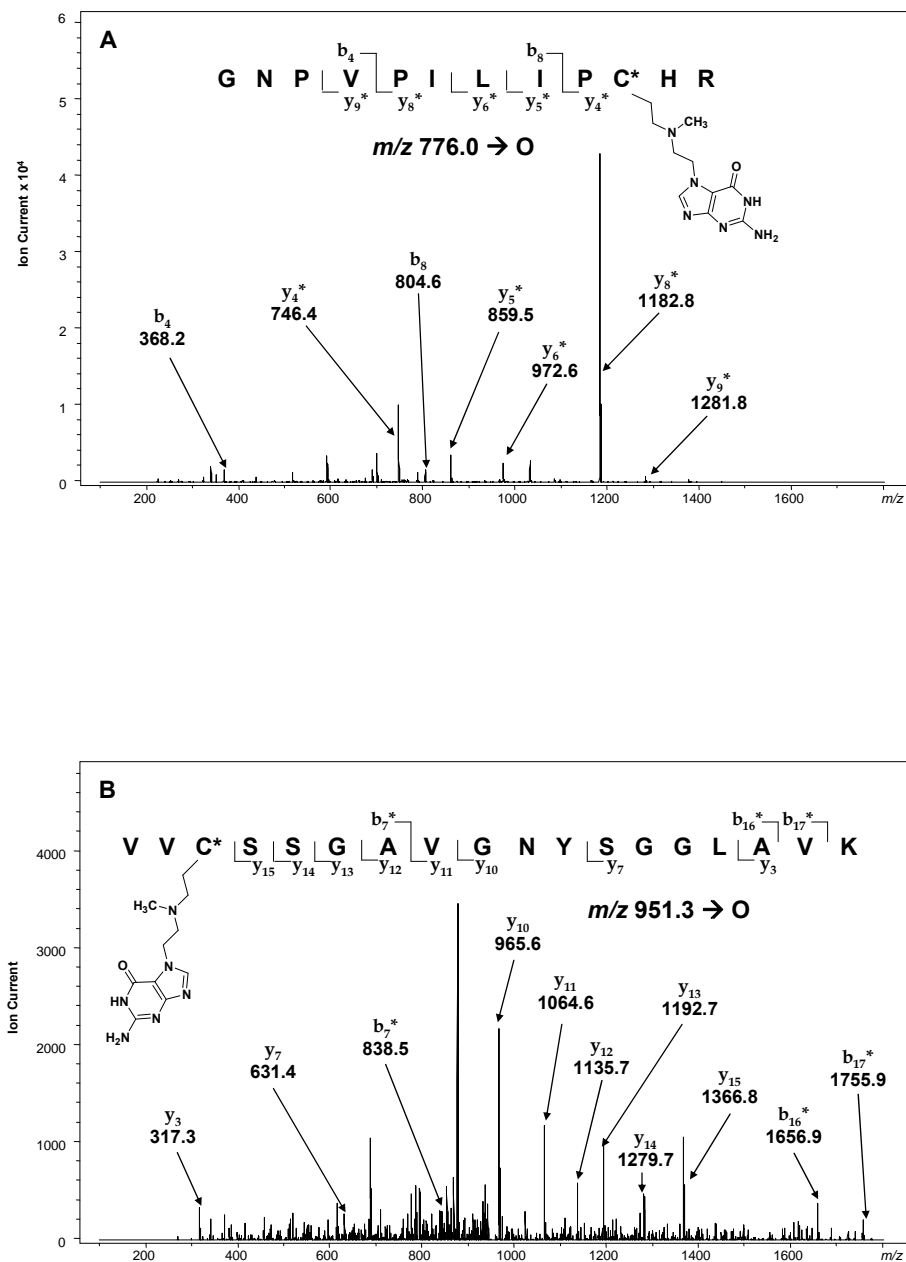 A
b4 b8
G N P V P I L I P C* H R
y9* y8* y6* y5* y4*
m/z 776.0 → O
CH3
N
O
N
NH
N
N
NH2
Ion Current x 10⁴
6
5
4
3
2
1
0
b4
368.2
y4*
746.4
b8
804.6
y5*
859.5
y6*
972.6
y8*
1182.8
y9*
1281.8
200 400 600 800 1000 1200 1400 1600 m/z
B
b7* b16* b17*
V V C* S S G A V G N Y S G G L A V K
y15 y14 y13 y12 y11 y10 y7 y3
m/z 951.3 → O
H3C
N
O
N
HN
N
N
H2N
Ion Current
4000
3000
2000
1000
0
y3
317.3
y7
631.4
b7*
838.5
y10
965.6
y11
1064.6
y12
1135.7
y13
1192.7
y14
1279.7
y15
1366.8
b16*
1656.9
b17*
1755.9
200 400 600 800 1000 1200 1400 1600 m/z